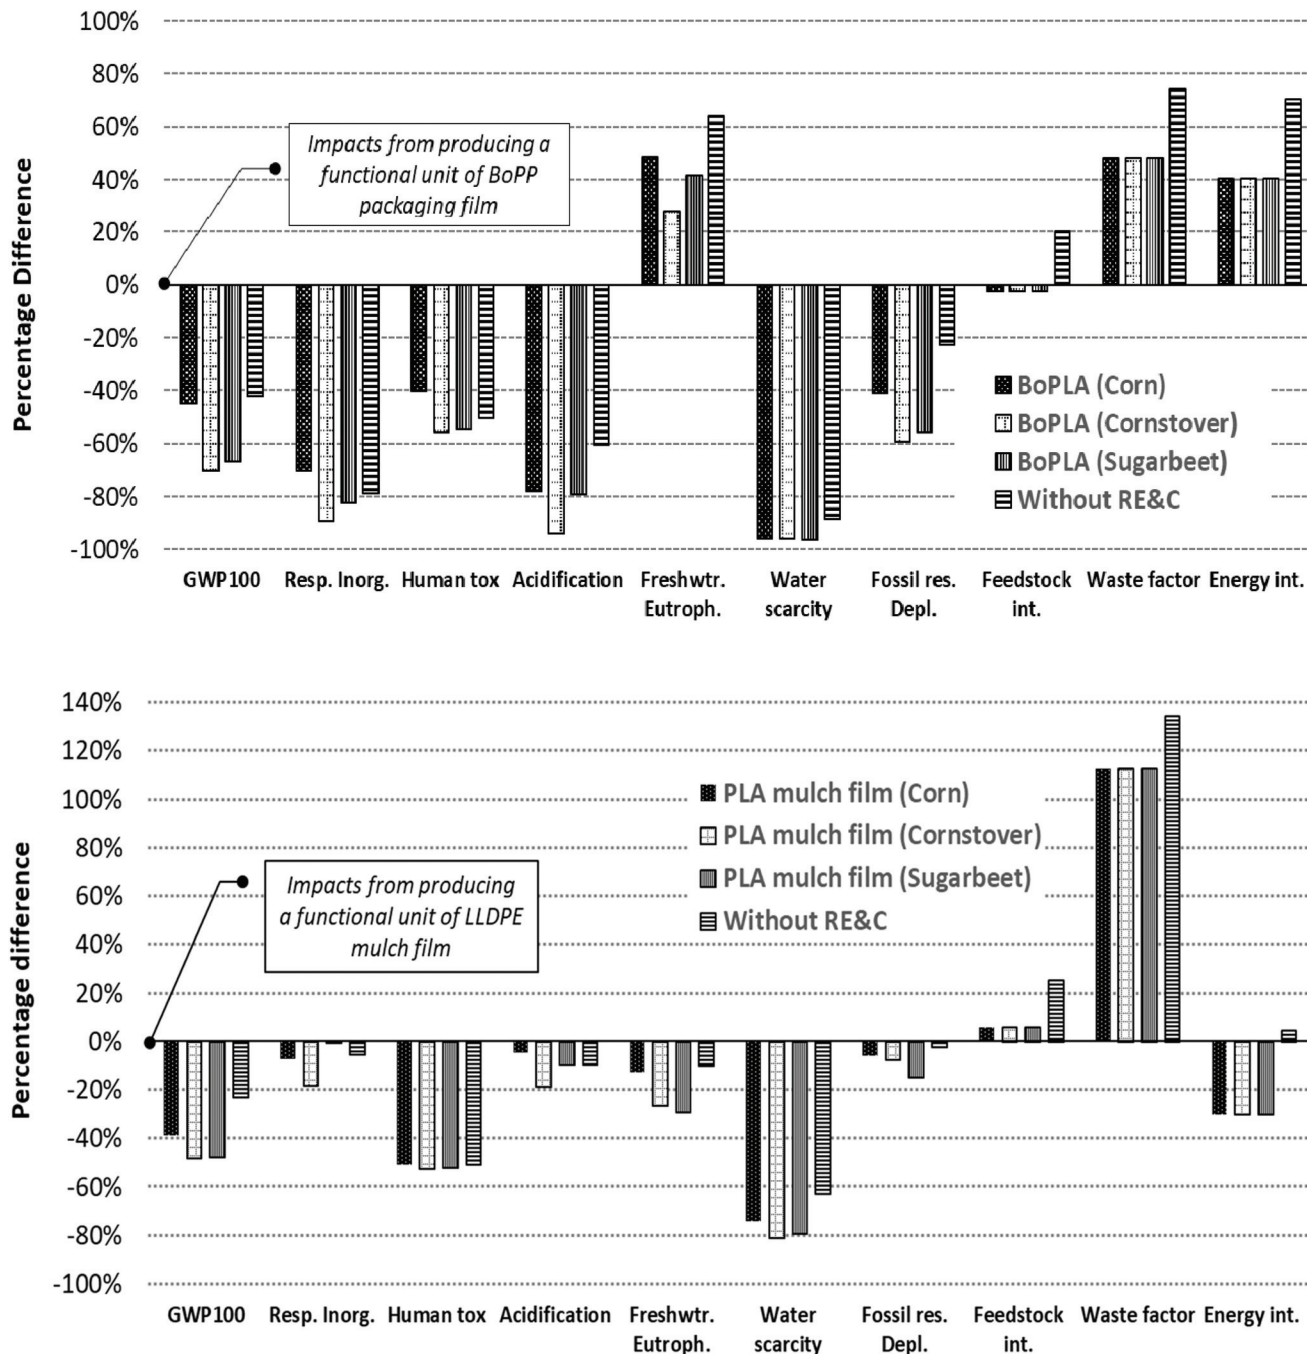 100%
80%
60%
40%
20%
0%
-20%
-40%
-60%
-80%
-100%
Percentage Difference
Impacts from producing a
functional unit of BoPP
packaging film
BoPLA (Corn)
BoPLA (Cornstover)
BoPLA (Sugarbeet)
Without RE&C
GWP100 Resp. Inorg. Human tox Acidification Freshwtr. Water Fossil res. Feedstock Waste factor Energy int.
Eutroph. scarcity Depl. int.
140%
120%
100%
80%
60%
40%
20%
0%
-20%
-40%
-60%
-80%
-100%
Percentage difference
Impacts from producing
a functional unit of LLDPE
mulch film
PLA mulch film (Corn)
PLA mulch film (Cornstover)
PLA mulch film (Sugarbeet)
Without RE&C
GWP100 Resp. Inorg. Human tox Acidification Freshwtr. Water Fossil res. Feedstock Waste factor Energy int.
Eutroph. scarcity Depl. int.